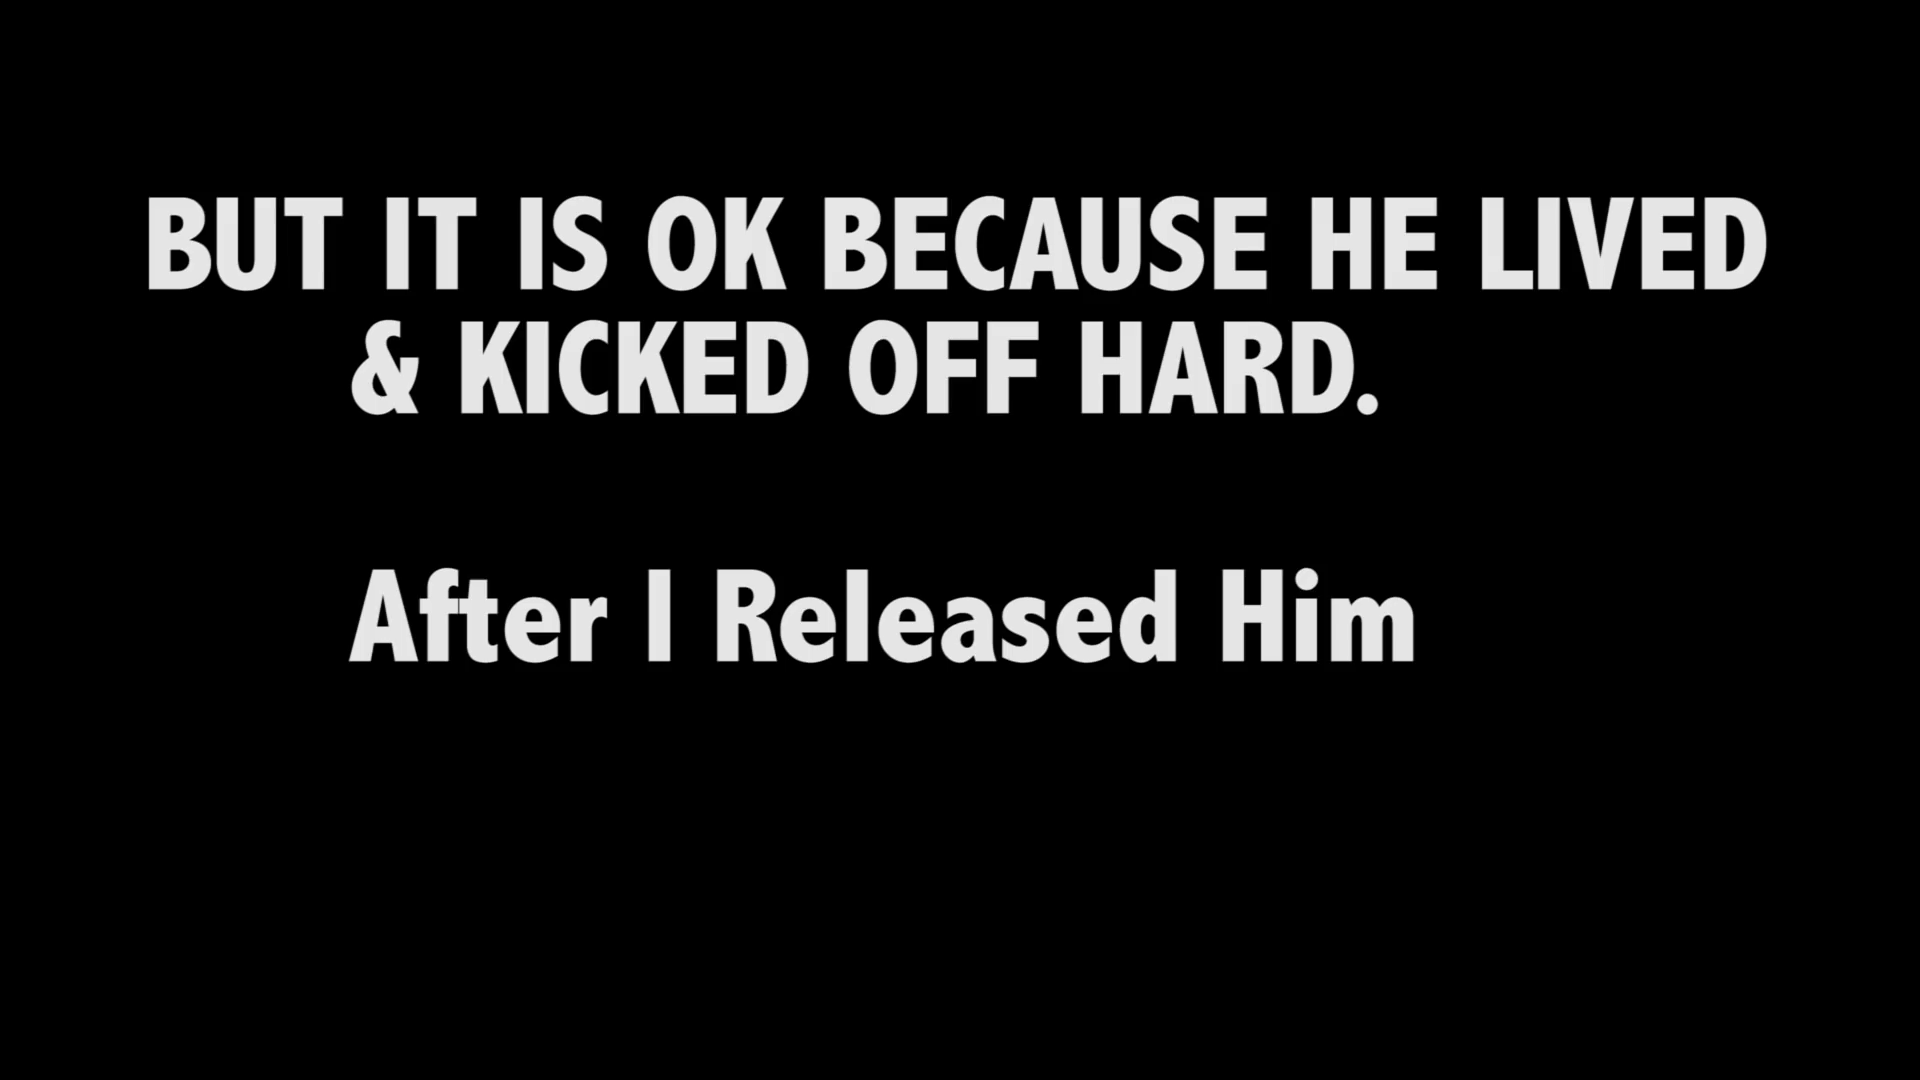 BUT IT IS OK BECAUSE HE LIVED
& KICKED OFF HARD.
After I Released Him